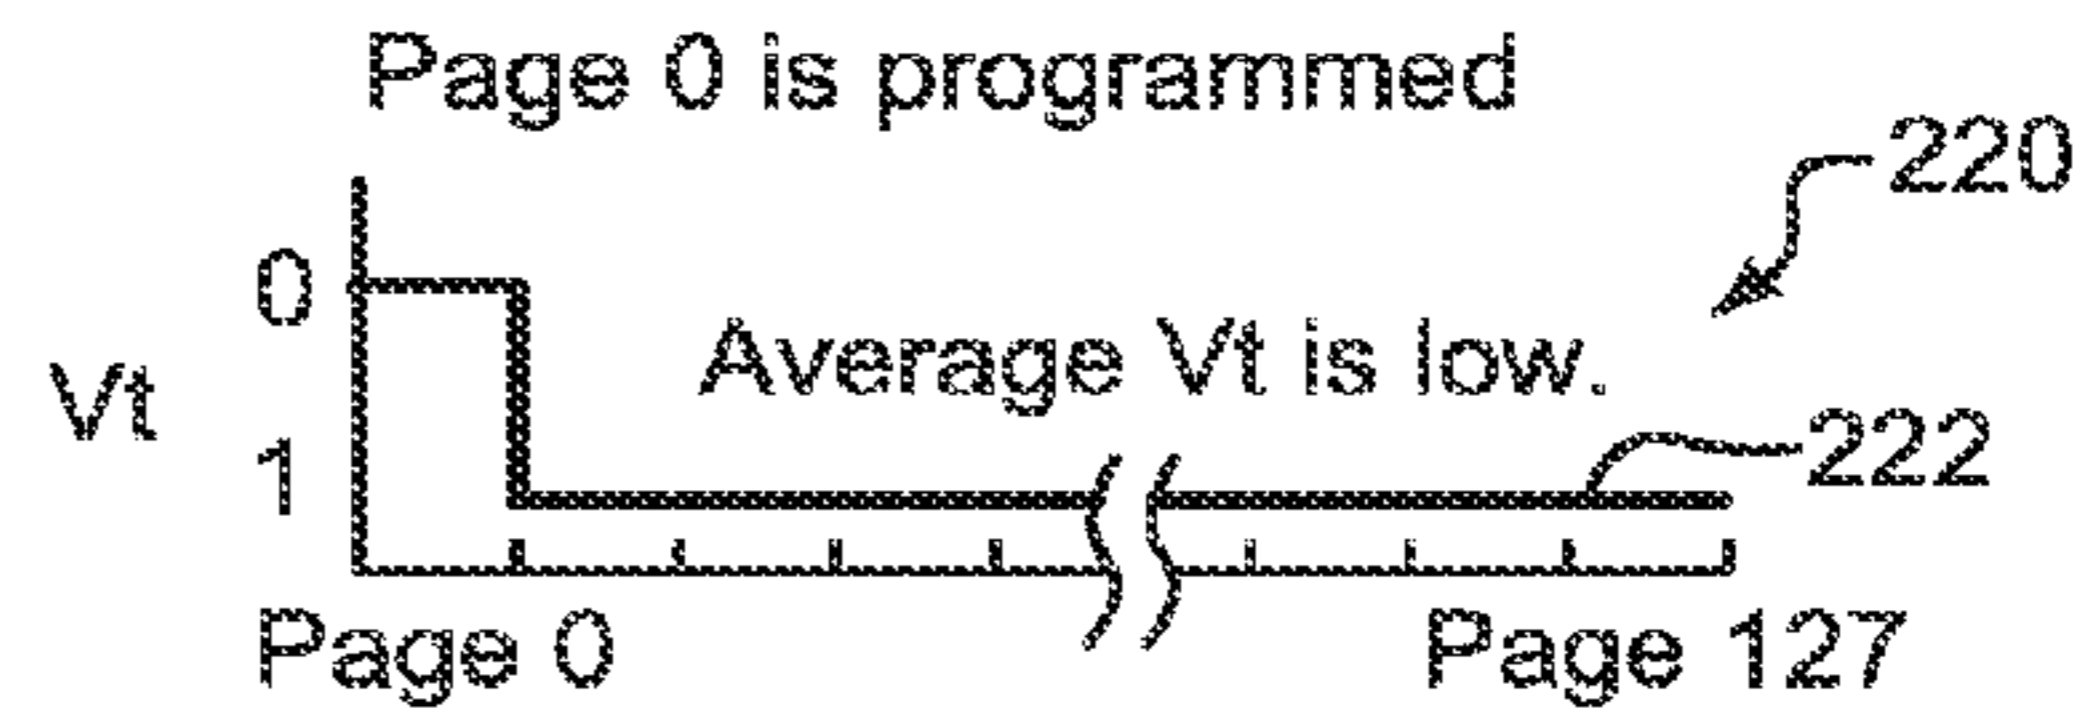 Page 0 is programmed
220
0
Average Vt is low.
Vt
1
222
Page 0
Page 127